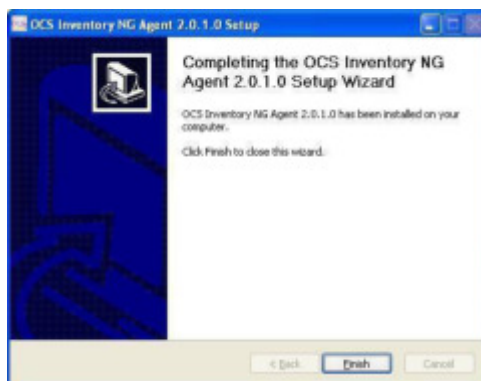 OCS Inventory NG Agent 2.0.1.0 Setup
Completing the OCS Inventory NG
Agent 2.0.1.0 Setup Wizard
OCS Inventory NG Agent 2.0.1.0 has been installed on your
computer.
Click Finish to close this wizard.
< Back
Finish
Cancel